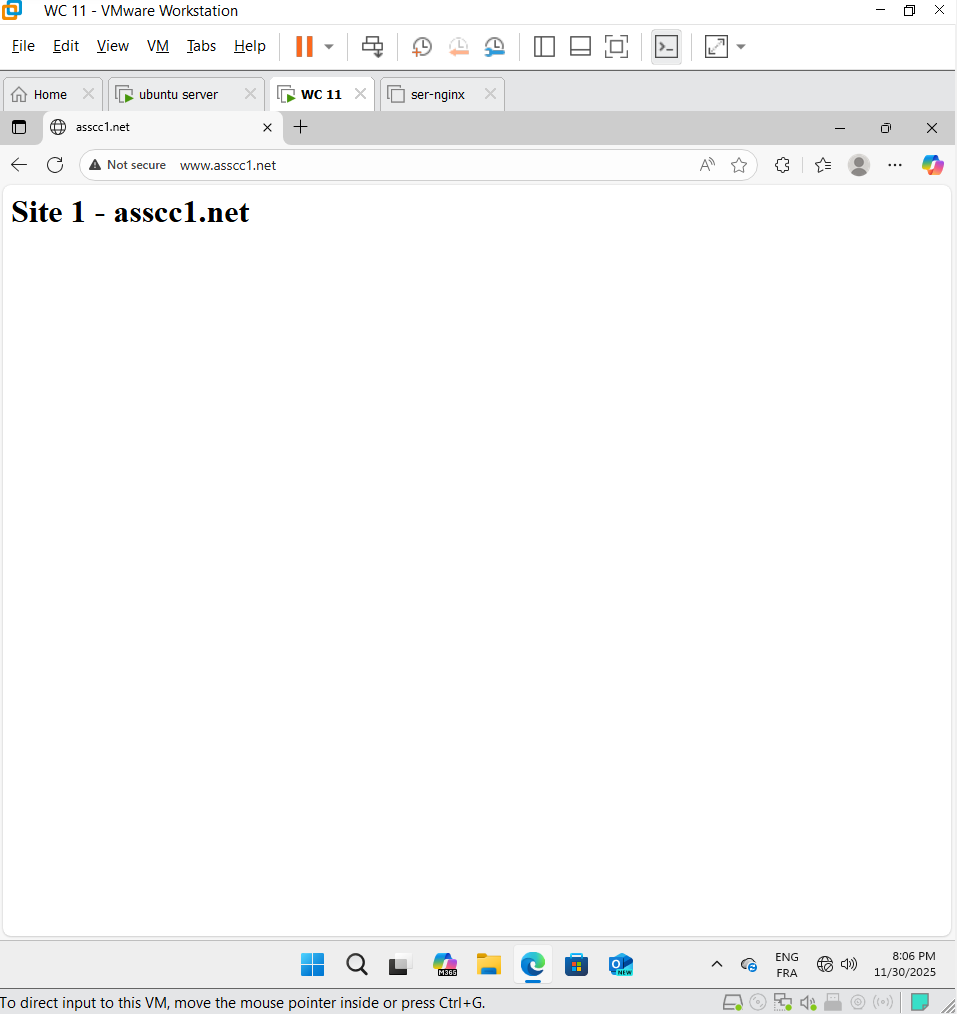 WC 11 - VMware Workstation
File Edit View VM Tabs Help
Home ubuntu server WC 11 ser-nginx
asscc1.net
Not secure www.asscc1.net
Site 1 - asscc1.net
M365
NEW
ENG
FRA
8:06 PM
11/30/2025
To direct input to this VM, move the mouse pointer inside or press Ctrl+G.